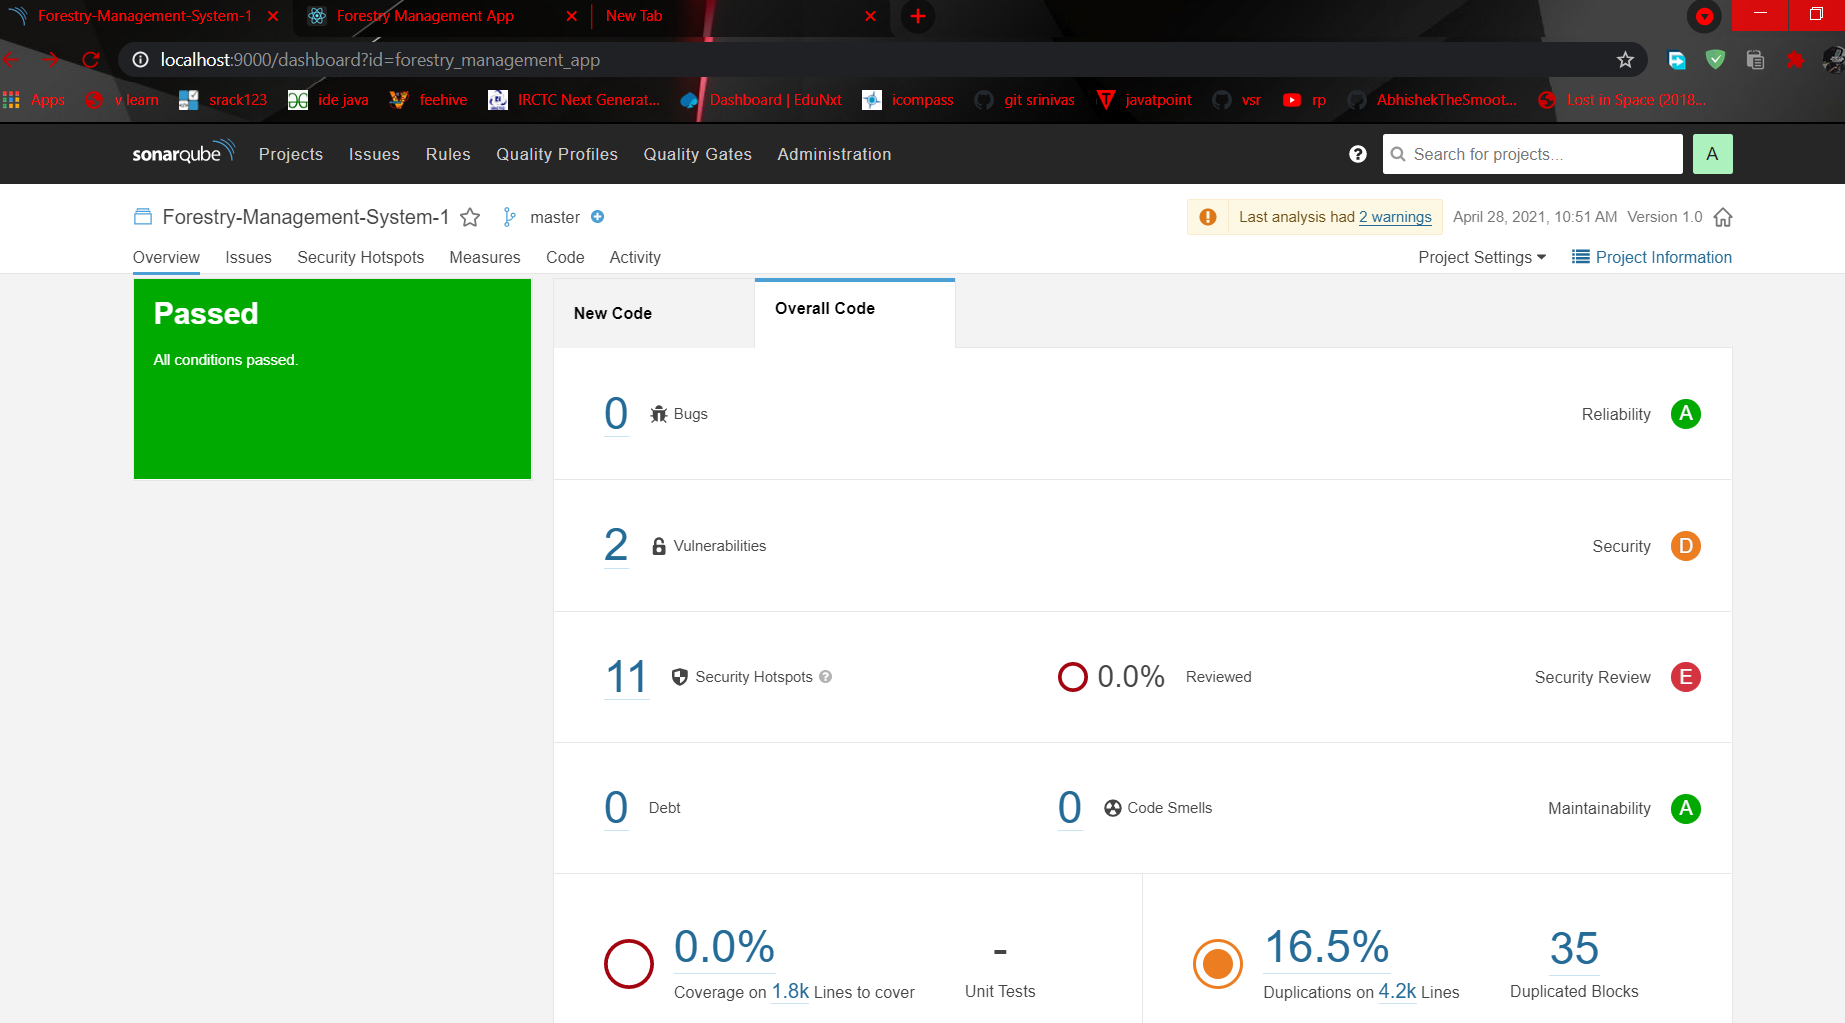 Forestry-Management-System-1
Forestry Management App
New Tab
localhost:9000/dashboard?id=forestry_management_app
Apps
v learn
srack123
ide java
feehive
IRCTC Next Generat...
Dashboard | EduNxt
icompass
git srinivas
javatpoint
vsr
rp
AbhishekTheSmoot...
Lost in Space (2018...
sonarqube
Projects
Issues
Rules
Quality Profiles
Quality Gates
Administration
Search for projects...
A
Forestry-Management-System-1
master
Last analysis had 2 warnings
April 28, 2021, 10:51 AM
Version 1.0
Overview
Issues
Security Hotspots
Measures
Code
Activity
Project Settings
Project Information
Passed
All conditions passed.
New Code
Overall Code
0 Bugs
Reliability A
2 Vulnerabilities
Security D
11 Security Hotspots ?
0.0% Reviewed
Security Review E
0 Debt
0 Code Smells
Maintainability A
0.0%
Coverage on 1.8k Lines to cover
-
Unit Tests
16.5%
Duplications on 4.2k Lines
35
Duplicated Blocks